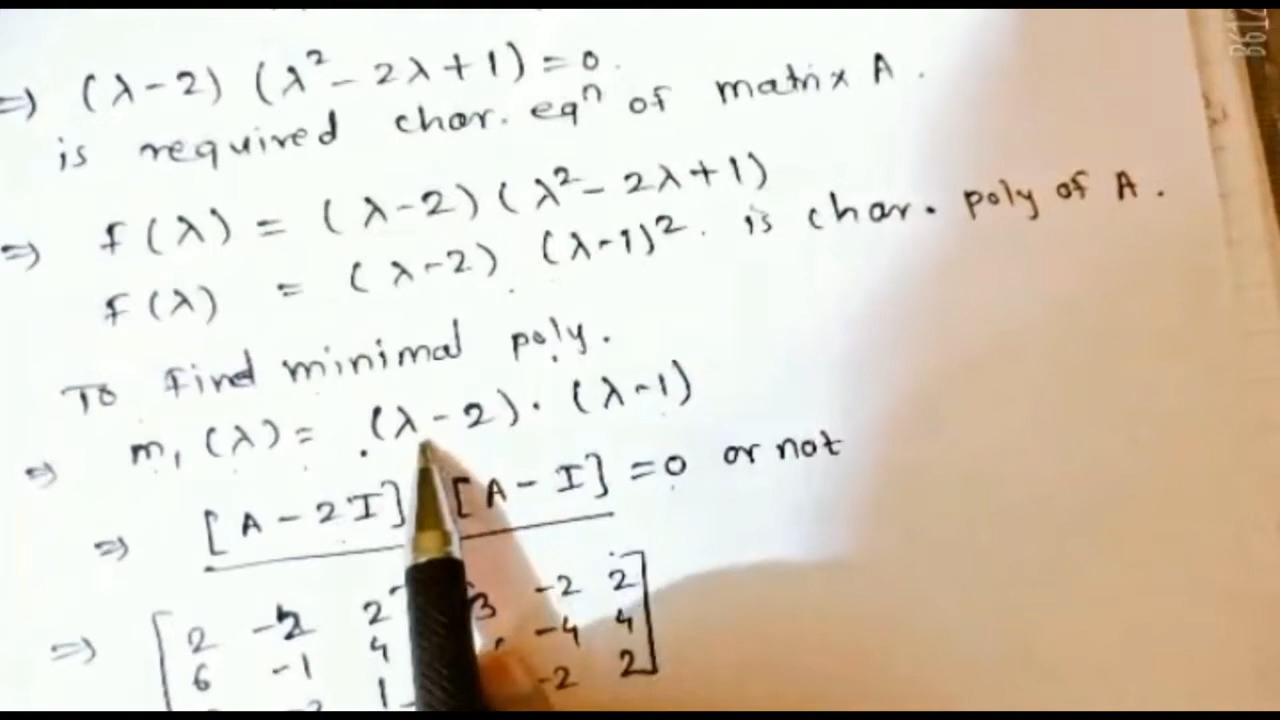 =) (λ-2) (λ²-2λ+1)=0.
is required char. eqⁿ of matrix A.
=) f(λ) = (λ-2)(λ²-2λ+1)
f(λ) = (λ-2) (λ-1)². is char. poly of A.
To find minimal poly.
=) m₁(λ)= (λ-2)·(λ-1)
=) [A-2I] [A-I]=0 or not
=) [2 -2 2 3 -2 2]
6 -1 4 -4 4
1 -2 2
B612